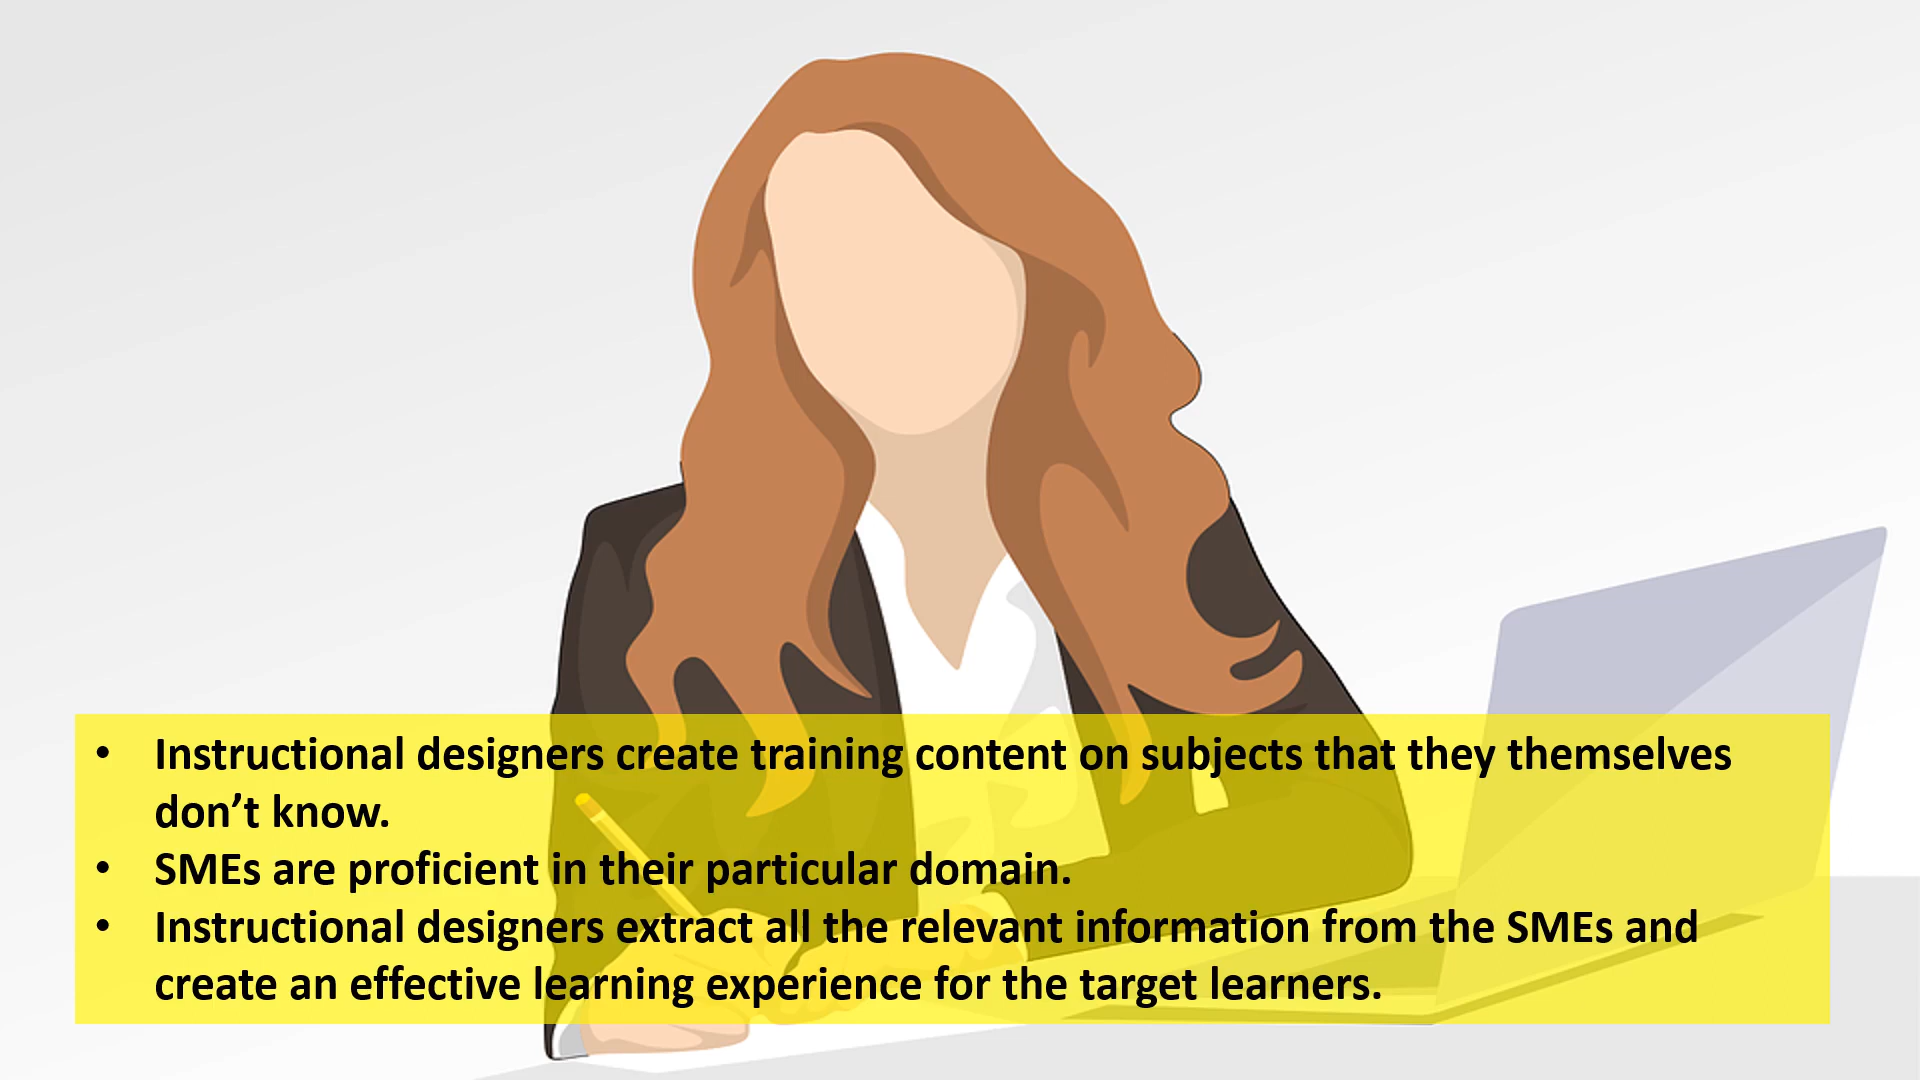 • Instructional designers create training content on subjects that they themselves
don’t know.
• SMEs are proficient in their particular domain.
• Instructional designers extract all the relevant information from the SMEs and
create an effective learning experience for the target learners.